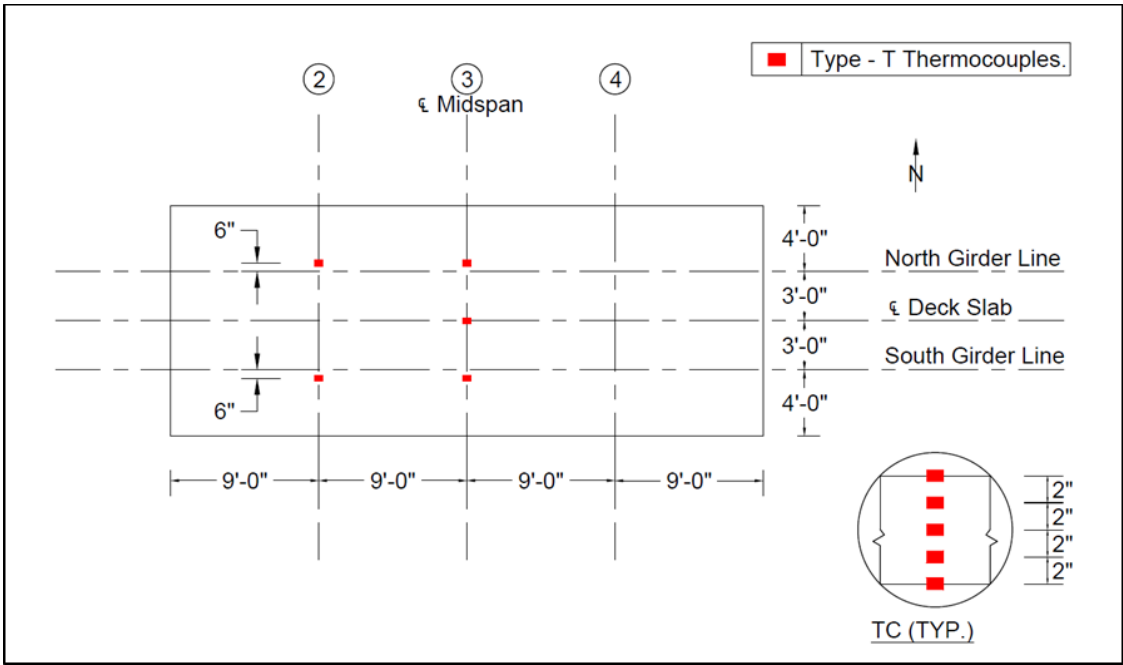 Type - T Thermocouples.
2
3
4
℄ Midspan
N
6"
4'-0"
North Girder Line
3'-0"
℄ Deck Slab
3'-0"
South Girder Line
6"
4'-0"
9'-0"
9'-0"
9'-0"
9'-0"
2"
2"
2"
2"
TC (TYP.)